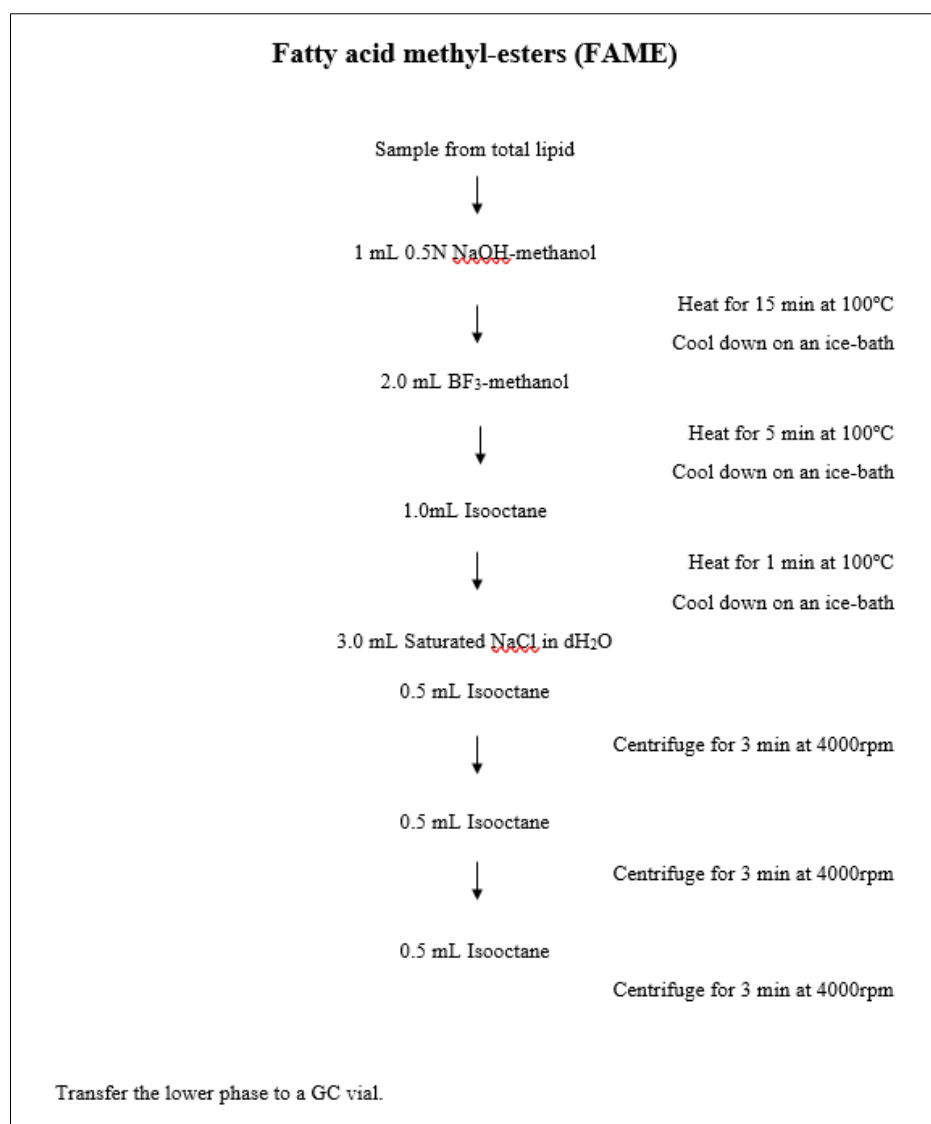 Fatty acid methyl-esters (FAME)
Sample from total lipid
1 mL 0.5N NaOH-methanol
Heat for 15 min at 100°C
Cool down on an ice-bath
2.0 mL BF₃-methanol
Heat for 5 min at 100°C
Cool down on an ice-bath
1.0mL Isooctane
Heat for 1 min at 100°C
Cool down on an ice-bath
3.0 mL Saturated NaCl in dH₂O
0.5 mL Isooctane
Centrifuge for 3 min at 4000rpm
0.5 mL Isooctane
Centrifuge for 3 min at 4000rpm
0.5 mL Isooctane
Centrifuge for 3 min at 4000rpm
Transfer the lower phase to a GC vial.